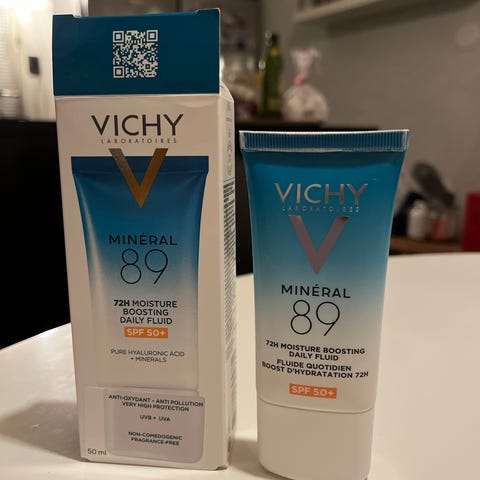 VICHY
LABORATOIRES
MINÉRAL
89
72H MOISTURE
BOOSTING
DAILY FLUID
SPF 50+
PURE HYALURONIC ACID
+ MINERALS
ANTI-OXYDANT – ANTI POLLUTION
VERY HIGH PROTECTION
UVB + UVA
NON-COMEDOGENIC
FRAGRANCE-FREE
50 ml
VICHY
LABORATOIRES
MINÉRAL
89
72H MOISTURE BOOSTING
DAILY FLUID
FLUIDE QUOTIDIEN
BOOST D'HYDRATATION 72H
SPF 50+